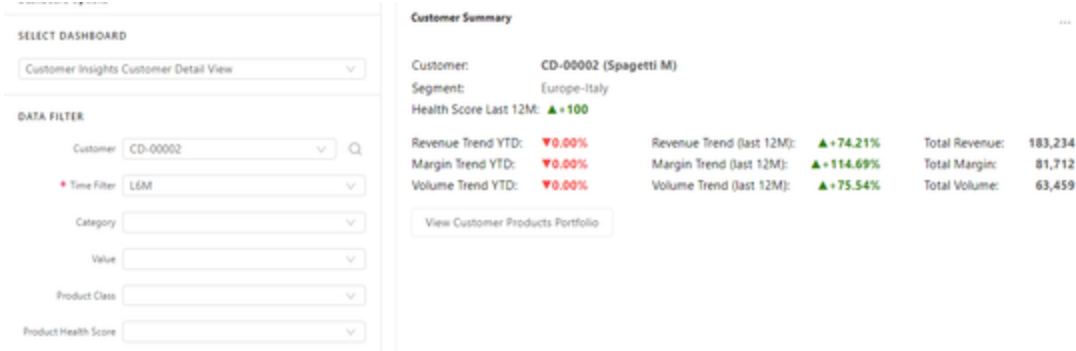 Dashboard Options
SELECT DASHBOARD
Customer Insights Customer Detail View
DATA FILTER
Customer CD-00002
* Time Filter L6M
Category
Value
Product Class
Product Health Score
Customer Summary
...
Customer: CD-00002 (Spagetti M)
Segment: Europe-Italy
Health Score Last 12M: ▲+100
Revenue Trend YTD: ▼0.00% Revenue Trend (last 12M): ▲+74.21% Total Revenue: 183,234
Margin Trend YTD: ▼0.00% Margin Trend (last 12M): ▲+114.69% Total Margin: 81,712
Volume Trend YTD: ▼0.00% Volume Trend (last 12M): ▲+75.54% Total Volume: 63,459
View Customer Products Portfolio